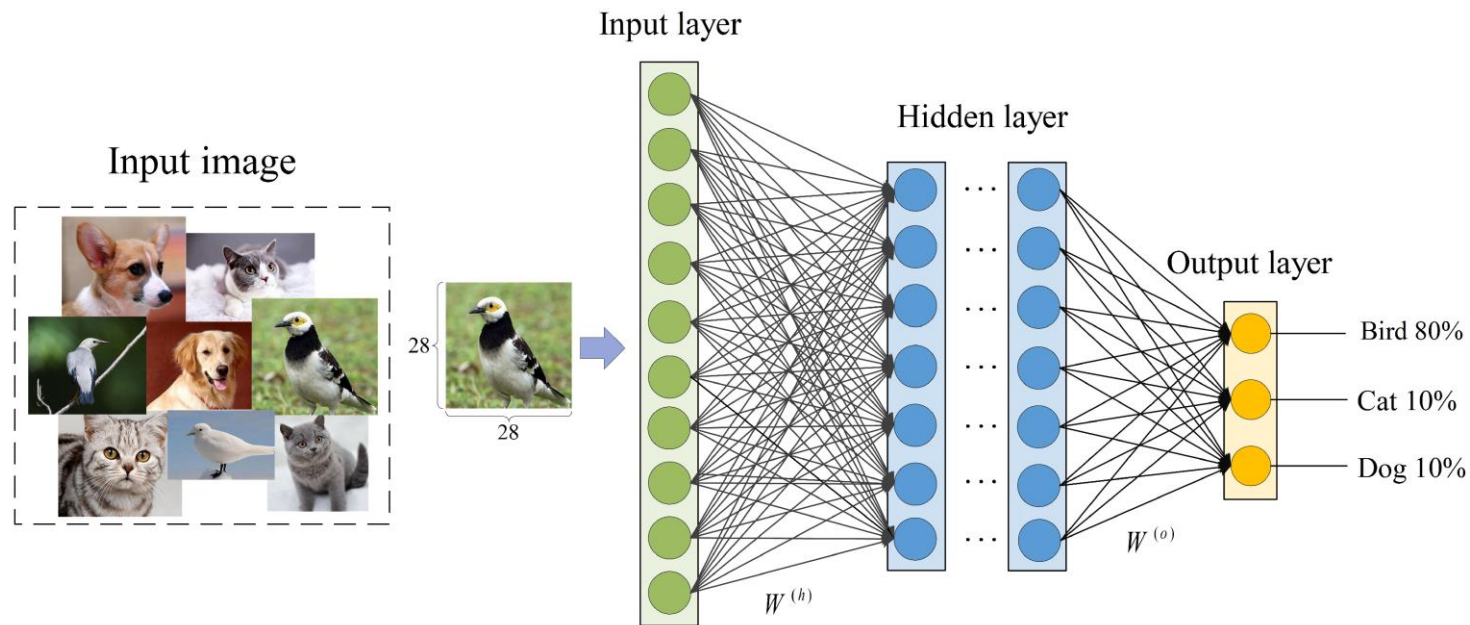 Input image
28
28
Input layer
W (h)
Hidden layer
...
...
...
...
...
...
...
W (o)
Output layer
Bird 80%
Cat 10%
Dog 10%